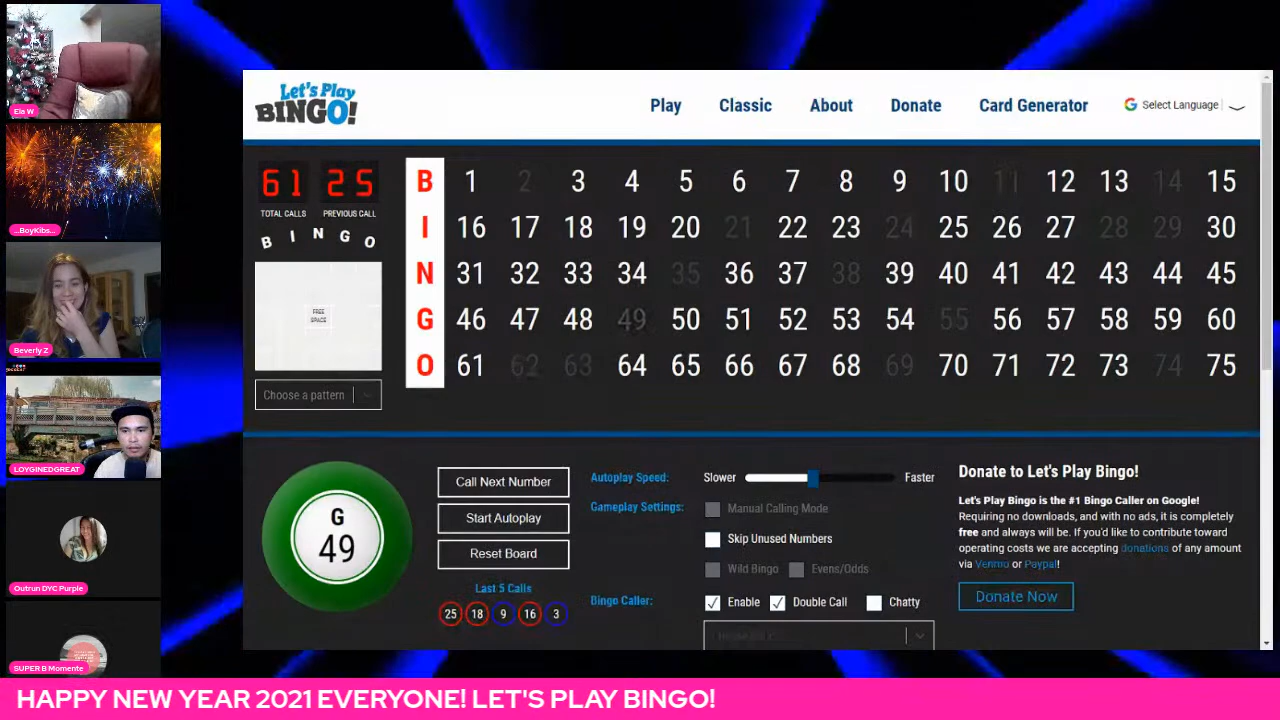 Ela W
...BoyKibs...
Beverly Z
LOYGINEDGREAT
Outrun DYC Purple
SUPER B Momente
Let's Play
BINGO!
Play Classic About Donate Card Generator Select Language
61 25
TOTAL CALLS PREVIOUS CALL
B I N G O
FREE
SPACE
Choose a pattern
B 1 2 3 4 5 6 7 8 9 10 11 12 13 14 15
I 16 17 18 19 20 21 22 23 24 25 26 27 28 29 30
N 31 32 33 34 35 36 37 38 39 40 41 42 43 44 45
G 46 47 48 49 50 51 52 53 54 55 56 57 58 59 60
O 61 62 63 64 65 66 67 68 69 70 71 72 73 74 75
G
49
Call Next Number
Start Autoplay
Reset Board
Last 5 Calls
25 18 9 16 3
Autoplay Speed: Slower Faster
Gameplay Settings: Manual Calling Mode
Skip Unused Numbers
Wild Bingo Evens/Odds
Bingo Caller: Enable Double Call Chatty
Donate to Let's Play Bingo!
Let's Play Bingo is the #1 Bingo Caller on Google!
Requiring no downloads, and with no ads, it is completely
free and always will be. If you'd like to contribute toward
operating costs we are accepting donations of any amount
via Venmo or Paypal!
Donate Now
HAPPY NEW YEAR 2021 EVERYONE! LET'S PLAY BINGO!